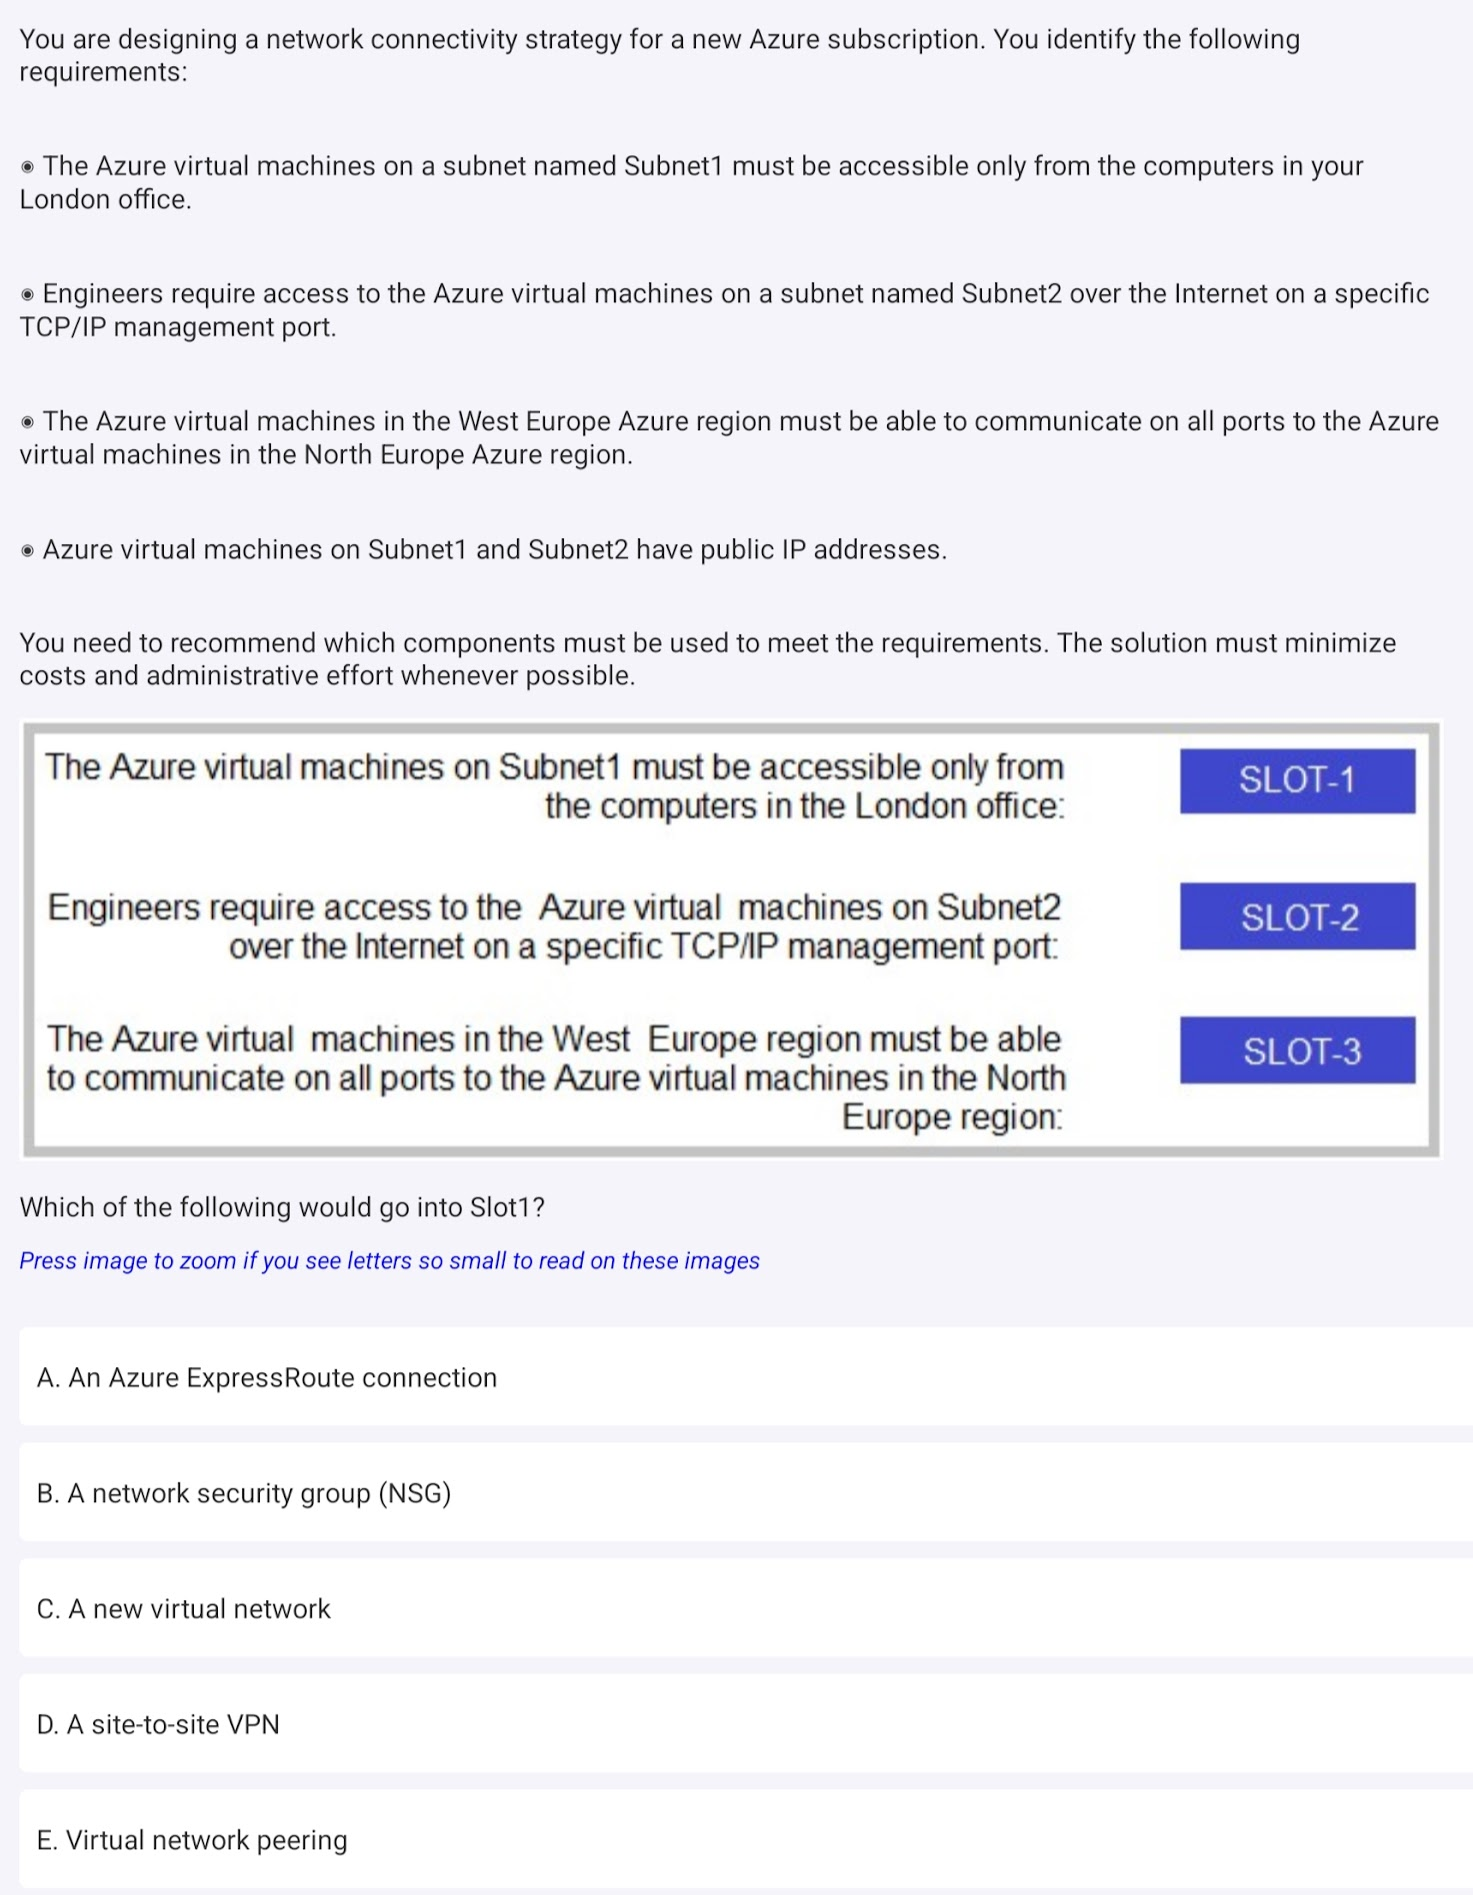 You are designing a network connectivity strategy for a new Azure subscription. You identify the following
requirements:
◉ The Azure virtual machines on a subnet named Subnet1 must be accessible only from the computers in your
London office.
◉ Engineers require access to the Azure virtual machines on a subnet named Subnet2 over the Internet on a specific
TCP/IP management port.
◉ The Azure virtual machines in the West Europe Azure region must be able to communicate on all ports to the Azure
virtual machines in the North Europe Azure region.
◉ Azure virtual machines on Subnet1 and Subnet2 have public IP addresses.
You need to recommend which components must be used to meet the requirements. The solution must minimize
costs and administrative effort whenever possible.
The Azure virtual machines on Subnet1 must be accessible only from
the computers in the London office:
SLOT-1
Engineers require access to the Azure virtual machines on Subnet2
over the Internet on a specific TCP/IP management port:
SLOT-2
The Azure virtual machines in the West Europe region must be able
to communicate on all ports to the Azure virtual machines in the North
Europe region:
SLOT-3
Which of the following would go into Slot1?
Press image to zoom if you see letters so small to read on these images
A. An Azure ExpressRoute connection
B. A network security group (NSG)
C. A new virtual network
D. A site-to-site VPN
E. Virtual network peering